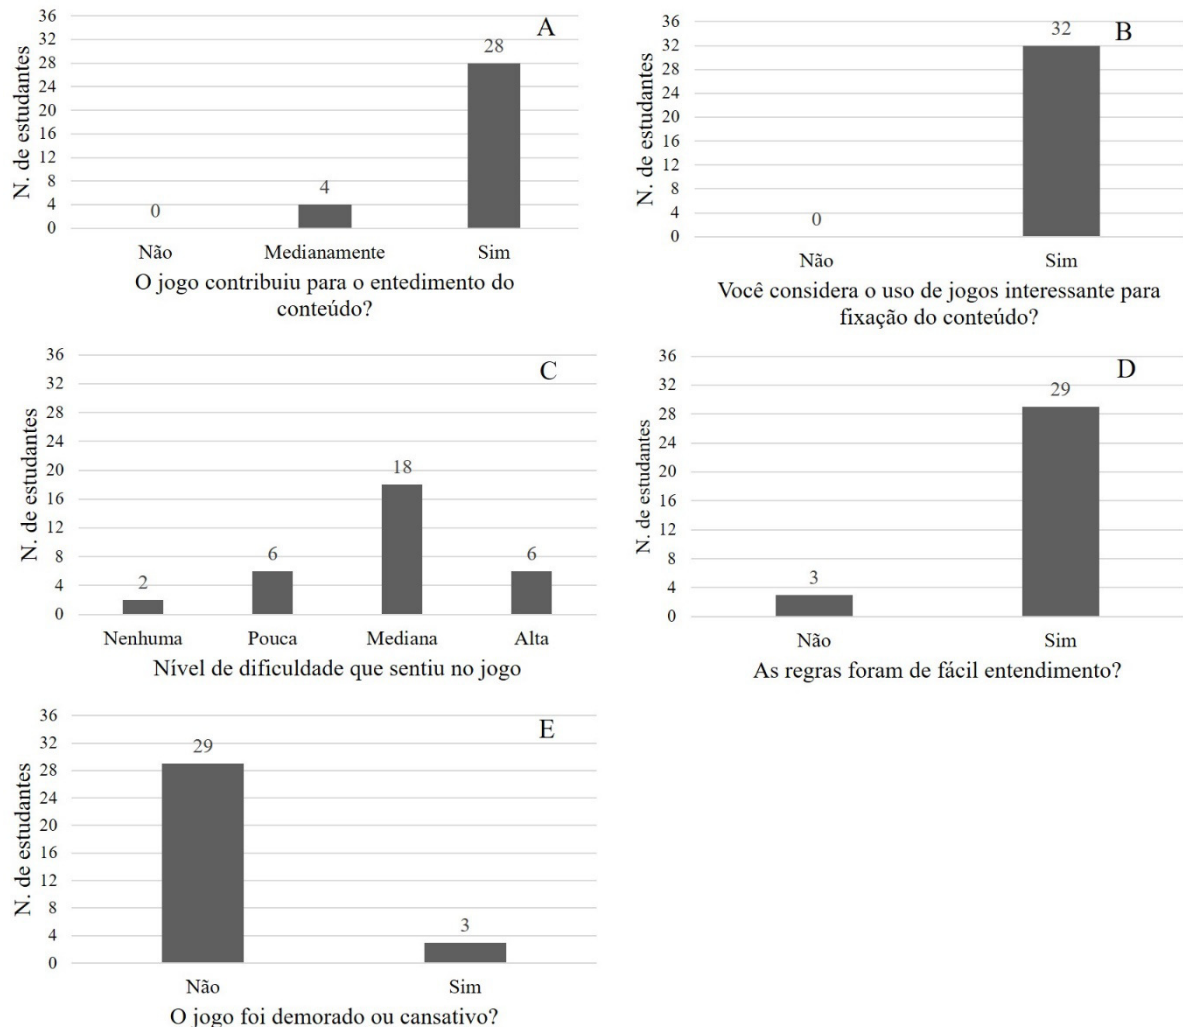 A
N. de estudantes
36
32
28
24
20
16
12
8
4
0
0
4
28
Não Medianamente Sim
O jogo contribuiu para o entedimento do
conteúdo?
B
N. de estudantes
36
32
28
24
20
16
12
8
4
0
0
32
Não Sim
Você considera o uso de jogos interessante para
fixação do conteúdo?
C
N. de estudantes
36
32
28
24
20
16
12
8
4
0
2
6
18
6
Nenhuma Pouca Mediana Alta
Nível de dificuldade que sentiu no jogo
D
N. de estudantes
36
32
28
24
20
16
12
8
4
0
3
29
Não Sim
As regras foram de fácil entendimento?
E
N. de estudantes
36
32
28
24
20
16
12
8
4
0
29
3
Não Sim
O jogo foi demorado ou cansativo?